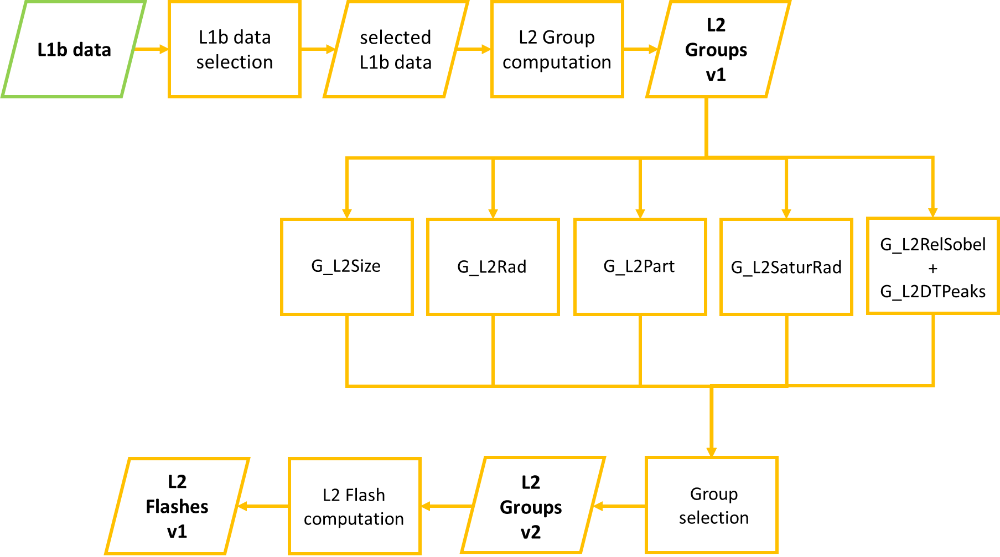 L1b data
L1b data
selection
selected
L1b data
L2 Group
computation
L2
Groups
v1
G_L2Size
G_L2Rad
G_L2Part
G_L2SaturRad
G_L2RelSobel
+
G_L2DTPeaks
L2
Flashes
v1
L2 Flash
computation
L2
Groups
v2
Group
selection